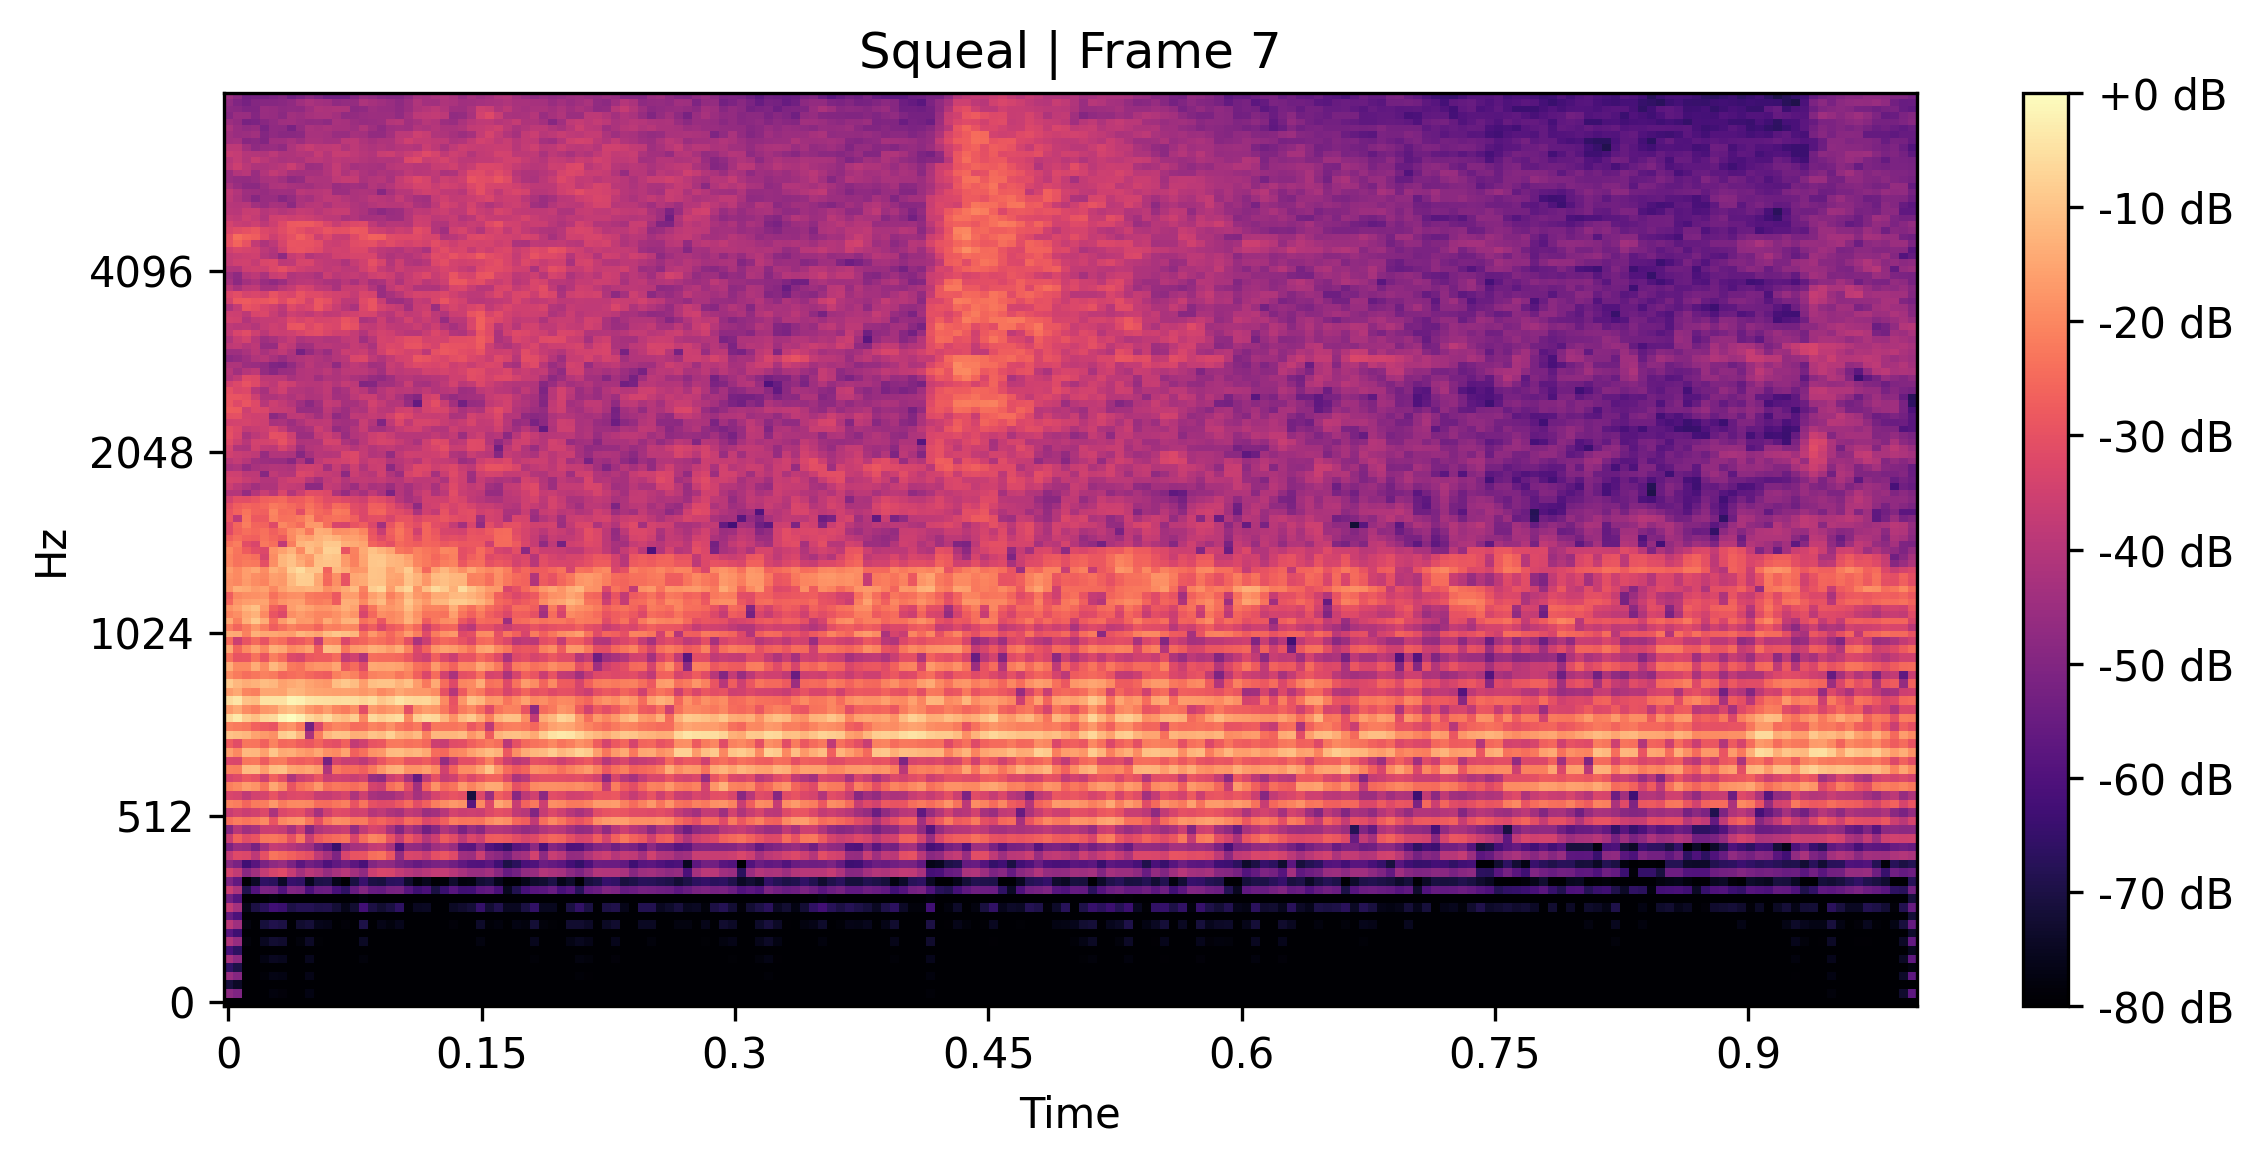 Squeal | Frame 7
Hz
4096
2048
1024
512
0
0 0.15 0.3 0.45 0.6 0.75 0.9
Time
+0 dB
-10 dB
-20 dB
-30 dB
-40 dB
-50 dB
-60 dB
-70 dB
-80 dB